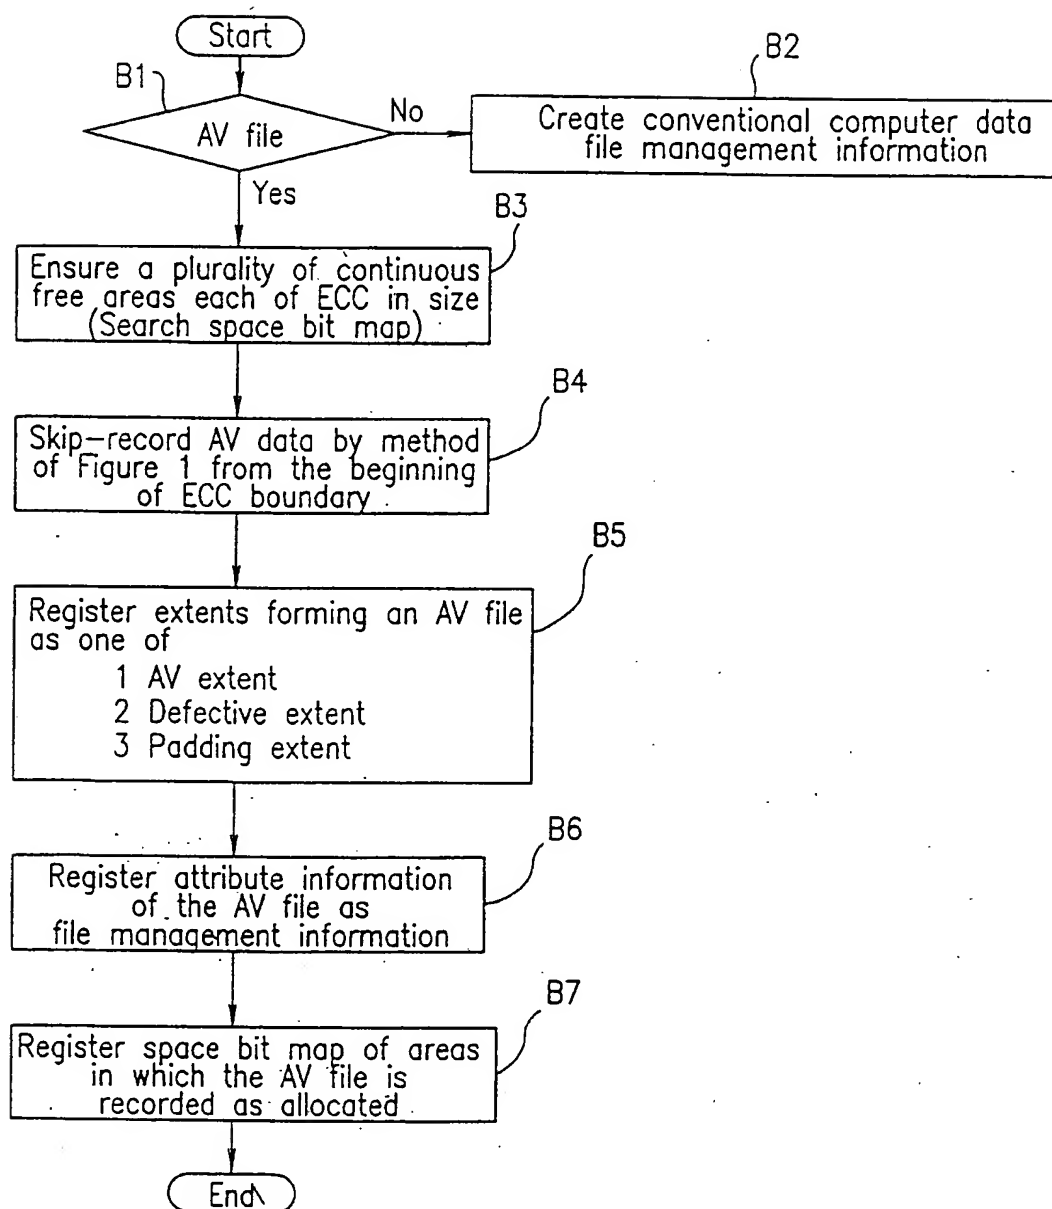 Start
B1
AV file
No
Yes
B2
Create conventional computer data
file management information
B3
Ensure a plurality of continuous
free areas each of ECC in size
(Search space bit map)
B4
Skip-record AV data by method
of Figure 1 from the beginning
of ECC boundary
B5
Register extents forming an AV file
as one of
1 AV extent
2 Defective extent
3 Padding extent
B6
Register attribute information
of the AV file as
file management information
B7
Register space bit map of areas
in which the AV file is
recorded as allocated
End